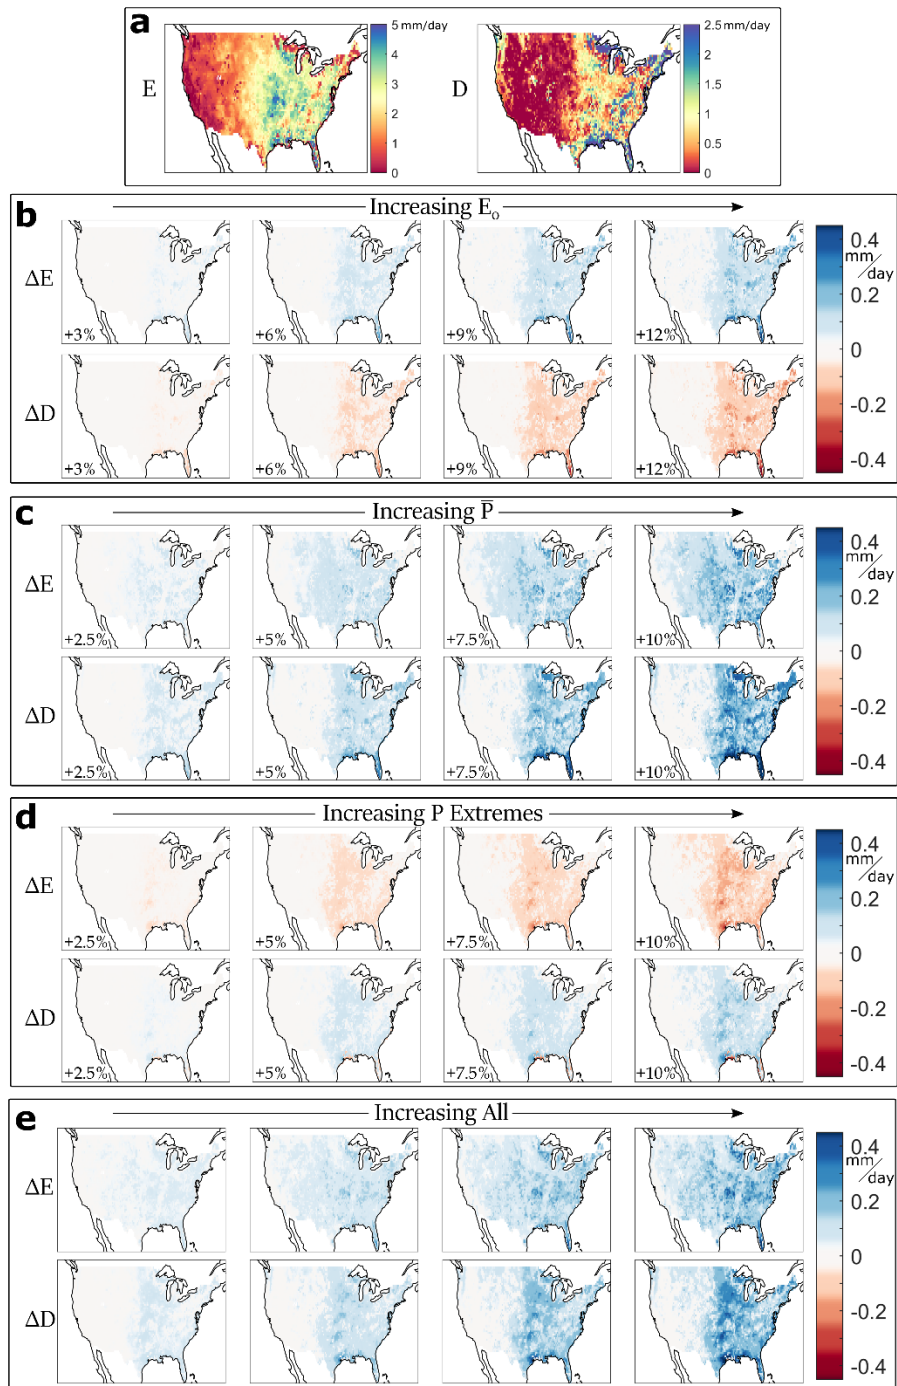 a
E
5 mm/day
4
3
2
1
0
D
2.5 mm/day
2
1.5
1
0.5
0
b
Increasing Eo
ΔE
+3%
+6%
+9%
+12%
ΔD
+3%
+6%
+9%
+12%
0.4
mm/day
0.2
0
-0.2
-0.4
c
Increasing P̅
ΔE
+2.5%
+5%
+7.5%
+10%
ΔD
+2.5%
+5%
+7.5%
+10%
0.4
mm/day
0.2
0
-0.2
-0.4
d
Increasing P Extremes
ΔE
+2.5%
+5%
+7.5%
+10%
ΔD
+2.5%
+5%
+7.5%
+10%
0.4
mm/day
0.2
0
-0.2
-0.4
e
Increasing All
ΔE
ΔD
0.4
mm/day
0.2
0
-0.2
-0.4